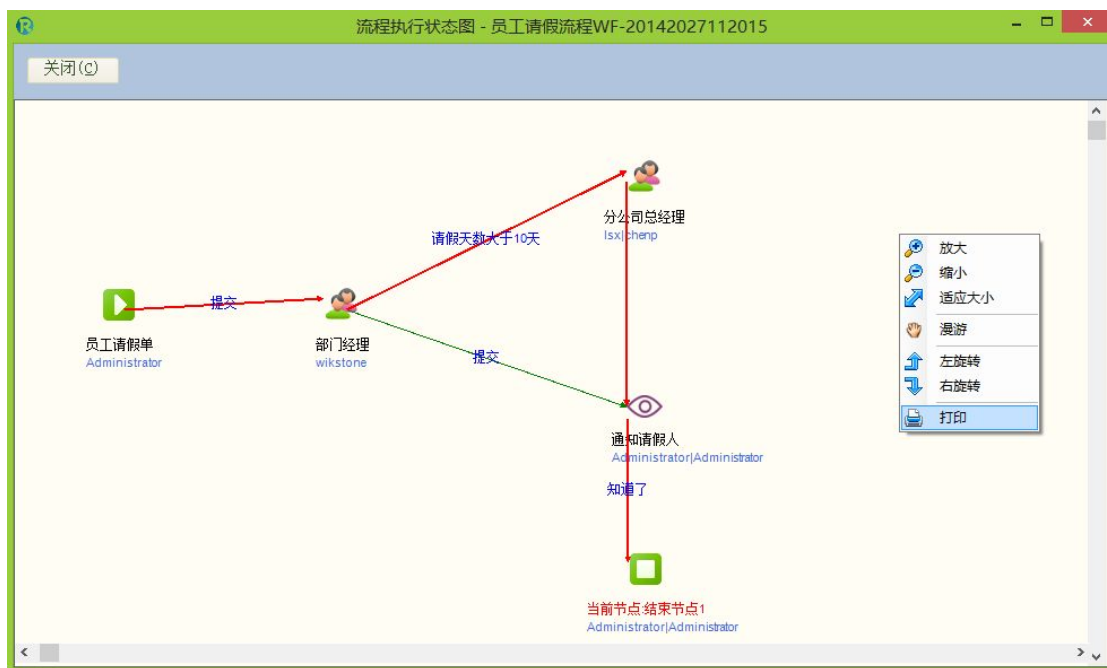 流程执行状态图 - 员工请假流程WF-20142027112015
关闭(C)
分公司总经理
lsx|chenp
请假天数大于10天
提交
员工请假单
Administrator
部门经理
wikstone
提交
通知请假人
Administrator|Administrator
知道了
当前节点:结束节点1
Administrator|Administrator
放大
缩小
适应大小
漫游
左旋转
右旋转
打印